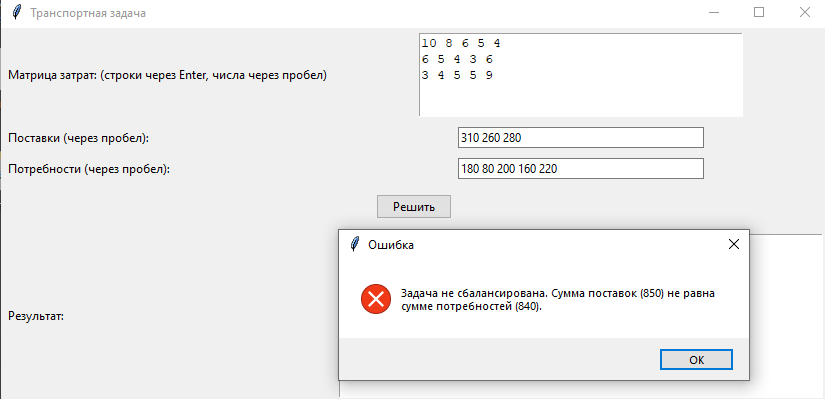 Транспортная задача
Матрица затрат: (строки через Enter, числа через пробел)
10 8 6 5 4
6 5 4 3 6
3 4 5 5 9
Поставки (через пробел):
310 260 280
Потребности (через пробел):
180 80 200 160 220
Решить
Результат:
Ошибка
Задача не сбалансирована. Сумма поставок (850) не равна
сумме потребностей (840).
ОК